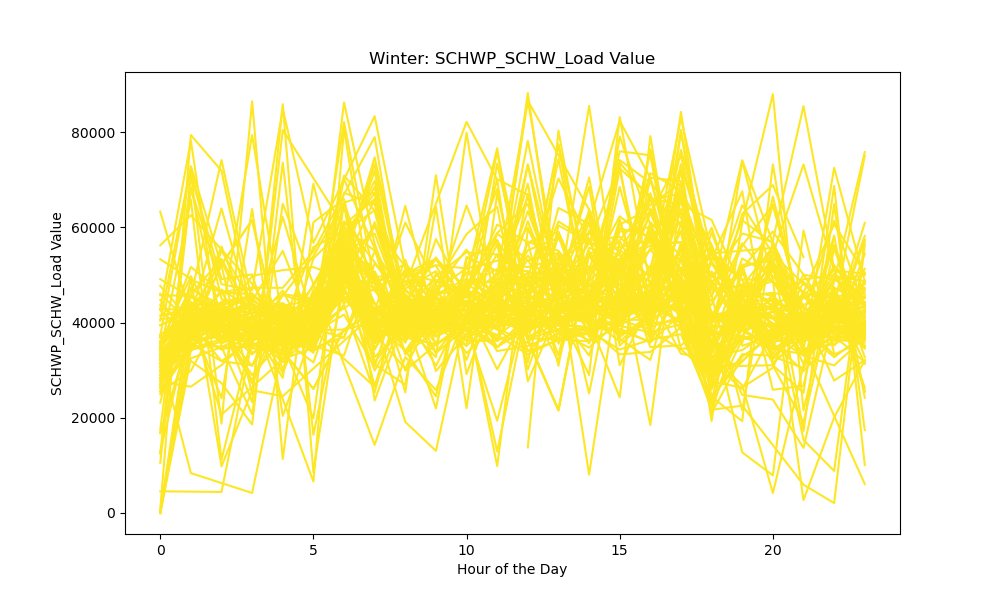 Winter: SCHWP_SCHW_Load Value
SCHWP_SCHW_Load Value
80000
60000
40000
20000
0
0 5 10 15 20
Hour of the Day